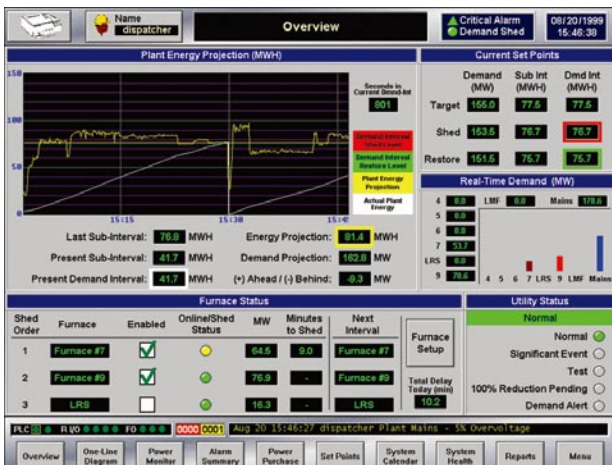 Name
dispatcher
Overview
Critical Alarm
Demand Shed
08/20/1999
15:46:38
Plant Energy Projection (MWH)
150
100
50
0
15:15
15:30
15:45
Seconds in
Current Dmnd-Int
801
Demand Interval
Shed Level
Demand Interval
Restore Level
Plant Energy
Projection
Actual Plant
Energy
Last Sub-Interval: 76.8 MWH
Energy Projection: 81.4 MWH
Present Sub-Interval: 41.7 MWH
Demand Projection: 162.8 MW
Present Demand Interval: 41.7 MWH
(+) Ahead / (-) Behind: -9.3 MW
Current Set Points
Demand (MW) Sub Int (MWH) Dmd Int (MWH)
Target 155.0 77.5 77.5
Shed 153.5 76.7 76.7
Restore 151.5 75.7 75.7
Real-Time Demand (MW)
4 0.0 LMF 0.0 Mains 178.6
5 0.0
6 0.0
7 53.7
LRS 0.0
9 78.6
4 5 6 7 LRS 9 LMF Mains
Furnace Status
Shed Order Furnace Enabled Online/Shed Status MW Minutes to Shed Next Interval
1 Furnace #7 64.5 9.0 Furnace #7
2 Furnace #9 76.9 - Furnace #9
3 LRS 16.3 - LRS
Furnace
Setup
Total Delay
Today (min)
10.2
Utility Status
Normal
Normal
Significant Event
Test
100% Reduction Pending
Demand Alert
PLC R I/O FO 0000 0001 Aug 20 15:46:27 dispatcher Plant Mains - 5% Overvoltage
Overview
One-Line Diagram
Power Monitor
Alarm Summary
Power Purchase
Set Points
System Calendar
System Health
Reports
Menu